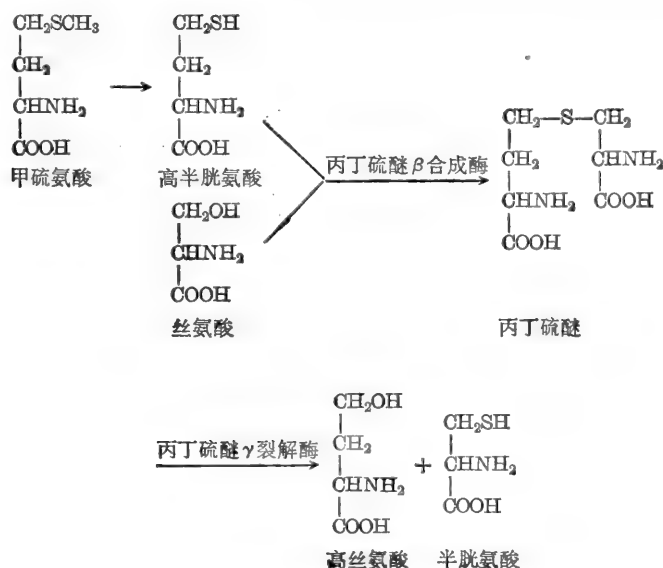 CH₂SCH₃
CH₂
CHNH₂
COOH
甲硫氨酸
CH₂SH
CH₂
CHNH₂
COOH
高半胱氨酸
CH₂OH
CHNH₂
COOH
丝氨酸
丙丁硫醚β合成酶
CH₂—S—CH₂
CH₂ CHNH₂
CHNH₂ COOH
COOH
丙丁硫醚
丙丁硫醚γ裂解酶
CH₂OH
CH₂
CHNH₂
COOH
高丝氨酸
+
CH₂SH
CHNH₂
COOH
半胱氨酸